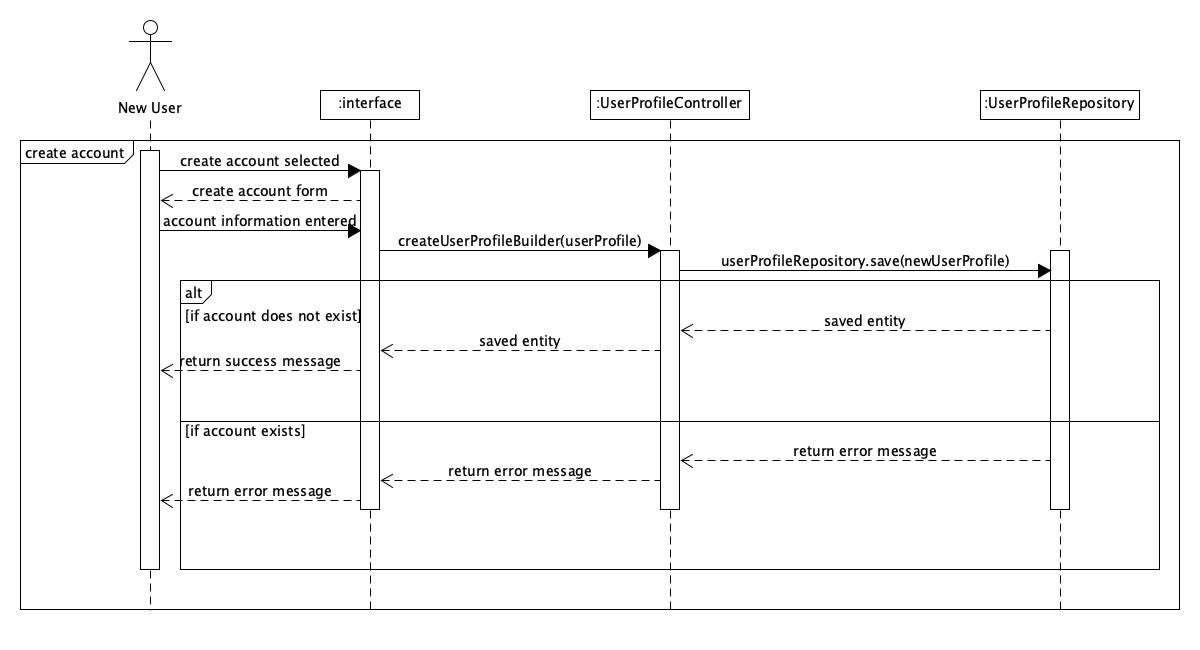 New User
:interface
:UserProfileController
:UserProfileRepository
create account
create account selected
create account form
account information entered
createUserProfileBuilder(userProfile)
userProfileRepository.save(newUserProfile)
alt
[if account does not exist]
saved entity
saved entity
return success message
[if account exists]
return error message
return error message
return error message